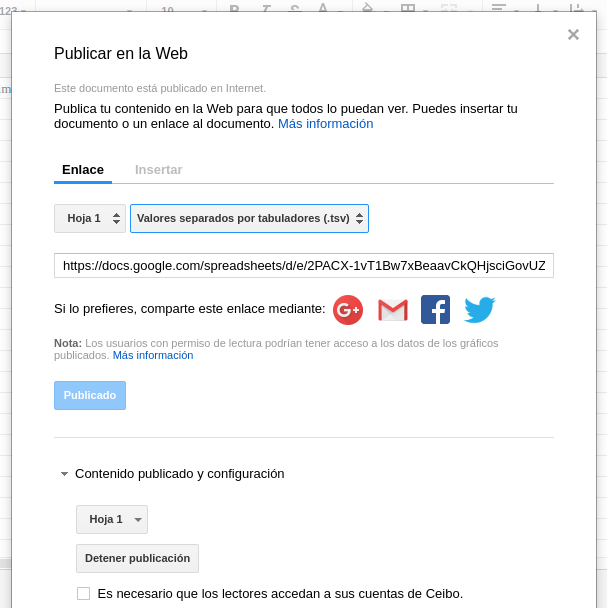 123
10
Publicar en la Web
Este documento está publicado en Internet.
Publica tu contenido en la Web para que todos lo puedan ver. Puedes insertar tu
documento o un enlace al documento. Más información
Enlace Insertar
Hoja 1 Valores separados por tabuladores (.tsv)
https://docs.google.com/spreadsheets/d/e/2PACX-1vT1Bw7xBeaavCkQHjsciGovUZ
Si lo prefieres, comparte este enlace mediante:
Nota: Los usuarios con permiso de lectura podrían tener acceso a los datos de los gráficos
publicados. Más información
Publicado
Contenido publicado y configuración
Hoja 1
Detener publicación
Es necesario que los lectores accedan a sus cuentas de Ceibo.